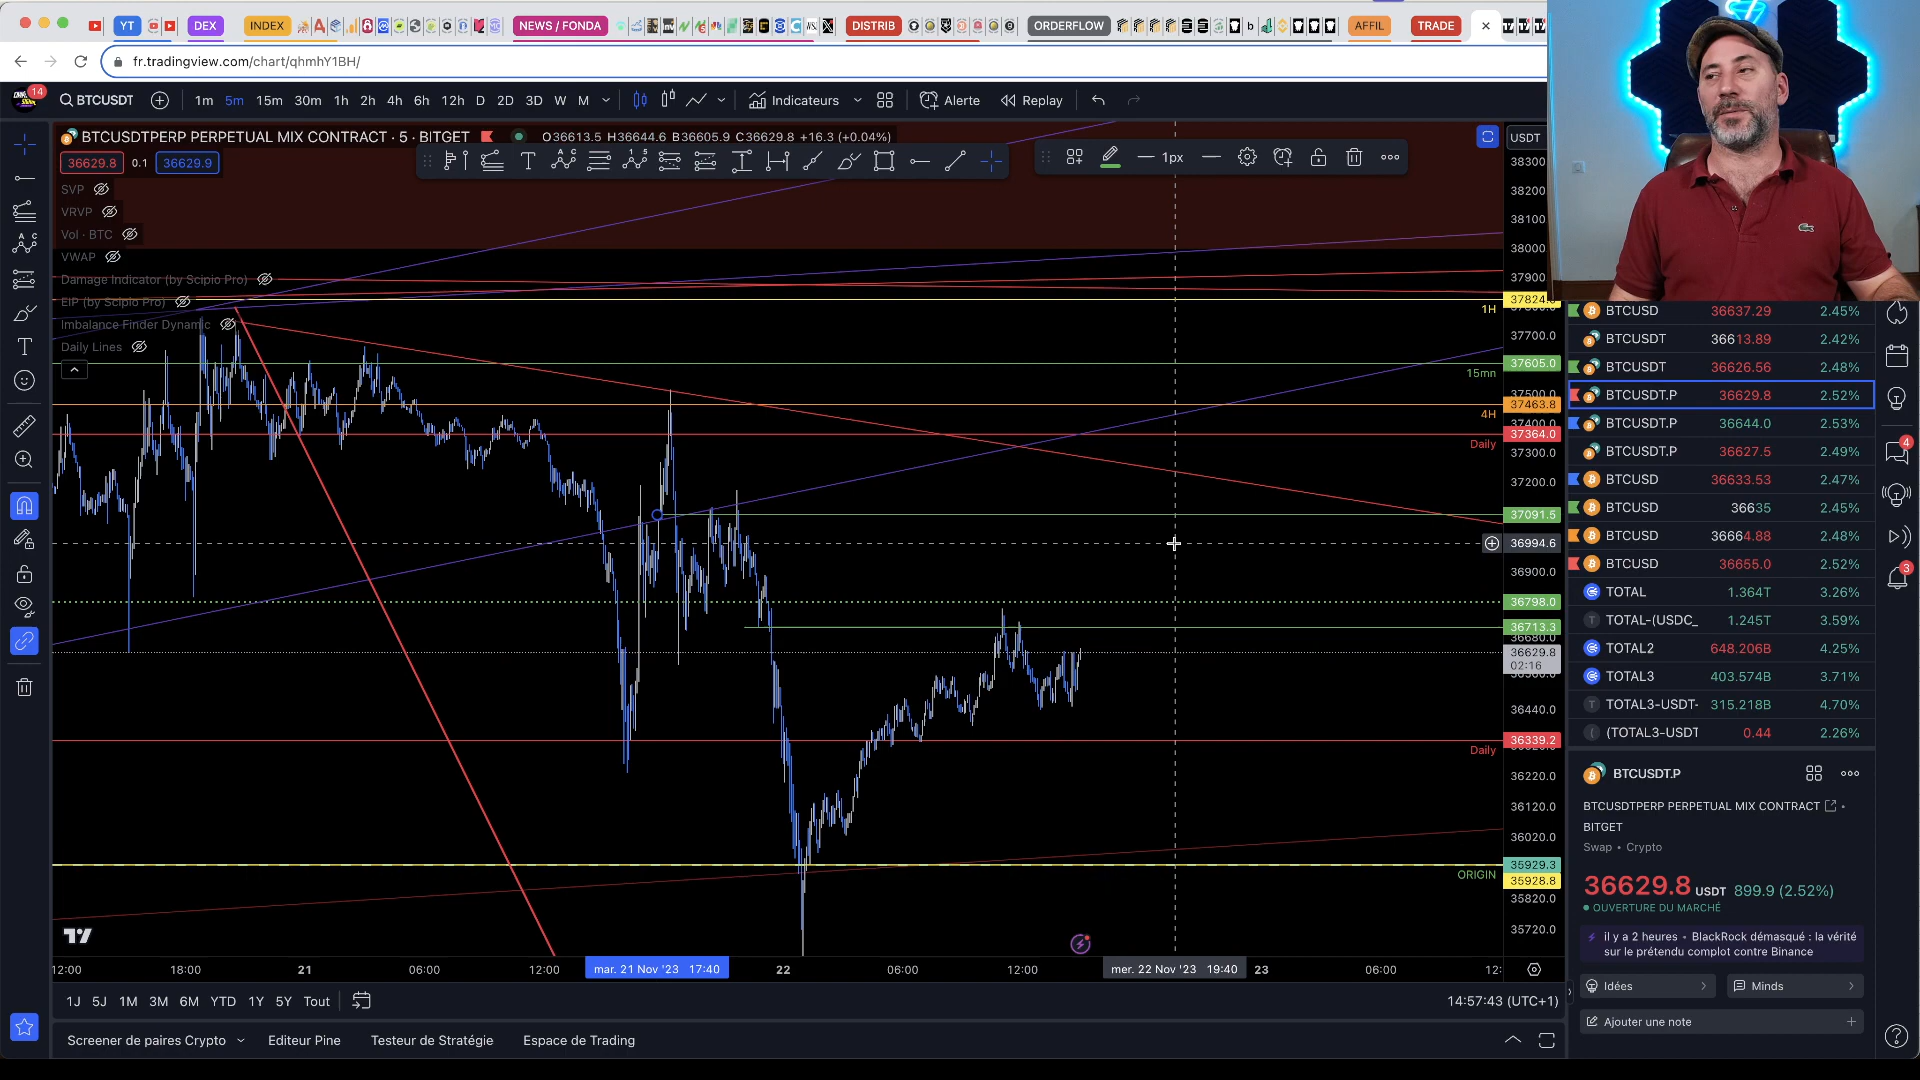 YT DEX INDEX NEWS / FONDA DISTRIB ORDERFLOW AFFIL TRADE
fr.tradingview.com/chart/qhmhY1BH/
14 BTCUSDT 1m 5m 15m 30m 1h 2h 4h 6h 12h D 2D 3D W M Indicateurs Alerte Replay
BTCUSDTPERP PERPETUAL MIX CONTRACT · 5 · BITGET O36613.5 H36644.6 B36605.9 C36629.8 +16.3 (+0.04%)
USDT
36629.8 0.1 36629.9
1px
SVP
VRVP
Vol · BTC
VWAP
Damage Indicator (by Scipio Pro)
EIP (by Scipio Pro)
Imbalance Finder Dynamic
Daily Lines
38300.0
38200.0
38100.0
38000.0
37900.0
1H
37700.0
37605.0
15mn
37463.8
4H
37364.0
Daily
37300.0
37200.0
37091.5
36994.6
36900.0
36798.0
36713.3
36629.8
02:16
36440.0
36339.2
Daily
36220.0
36120.0
36020.0
35929.3
ORIGIN
35928.8
35820.0
35720.0
12:00 18:00 21 06:00 12:00 mar. 21 Nov '23 17:40 22 06:00 12:00 mer. 22 Nov '23 19:40 23 06:00 12:
1J 5J 1M 3M 6M YTD 1Y 5Y Tout 14:57:43 (UTC+1)
Screener de paires Crypto Editeur Pine Testeur de Stratégie Espace de Trading
BTCUSD 36637.29 2.45%
BTCUSDT 36613.89 2.42%
BTCUSDT 36626.56 2.48%
BTCUSDT.P 36629.8 2.52%
BTCUSDT.P 36644.0 2.53%
BTCUSDT.P 36627.5 2.49%
BTCUSD 36633.53 2.47%
BTCUSD 36635 2.45%
BTCUSD 36664.88 2.48%
BTCUSD 36655.0 2.52%
TOTAL 1.364T 3.26%
TOTAL-(USDC_ 1.245T 3.59%
TOTAL2 648.206B 4.25%
TOTAL3 403.574B 3.71%
TOTAL3-USDT- 315.218B 4.70%
(TOTAL3-USDT 0.44 2.26%
4
3
BTCUSDT.P
BTCUSDTPERP PERPETUAL MIX CONTRACT •
BITGET
Swap • Crypto
36629.8 USDT 899.9 (2.52%)
OUVERTURE DU MARCHÉ
il y a 2 heures • BlackRock démasqué : la vérité
sur le prétendu complot contre Binance
Idées Minds
Ajouter une note